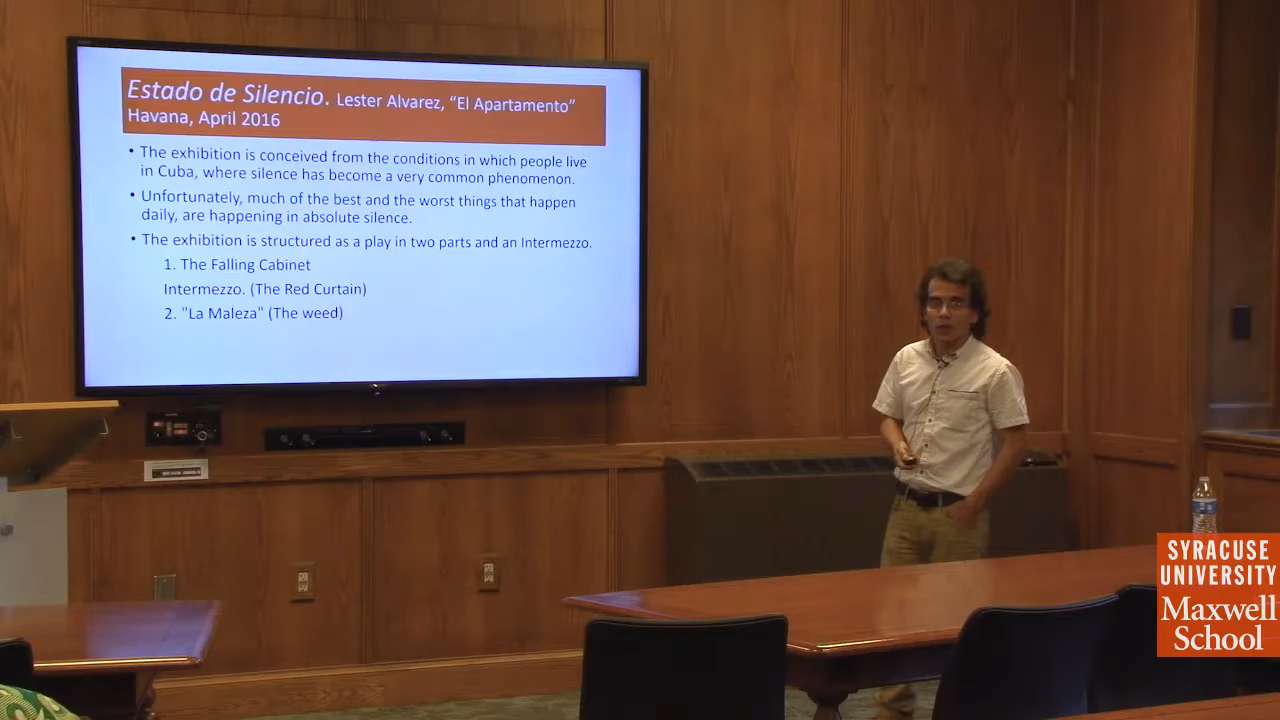 Estado de Silencio. Lester Alvarez, “El Apartamento”
Havana, April 2016
• The exhibition is conceived from the conditions in which people live
in Cuba, where silence has become a very common phenomenon.
• Unfortunately, much of the best and the worst things that happen
daily, are happening in absolute silence.
• The exhibition is structured as a play in two parts and an Intermezzo.
1. The Falling Cabinet
Intermezzo. (The Red Curtain)
2. "La Maleza" (The weed)
SYRACUSE
UNIVERSITY
Maxwell
School